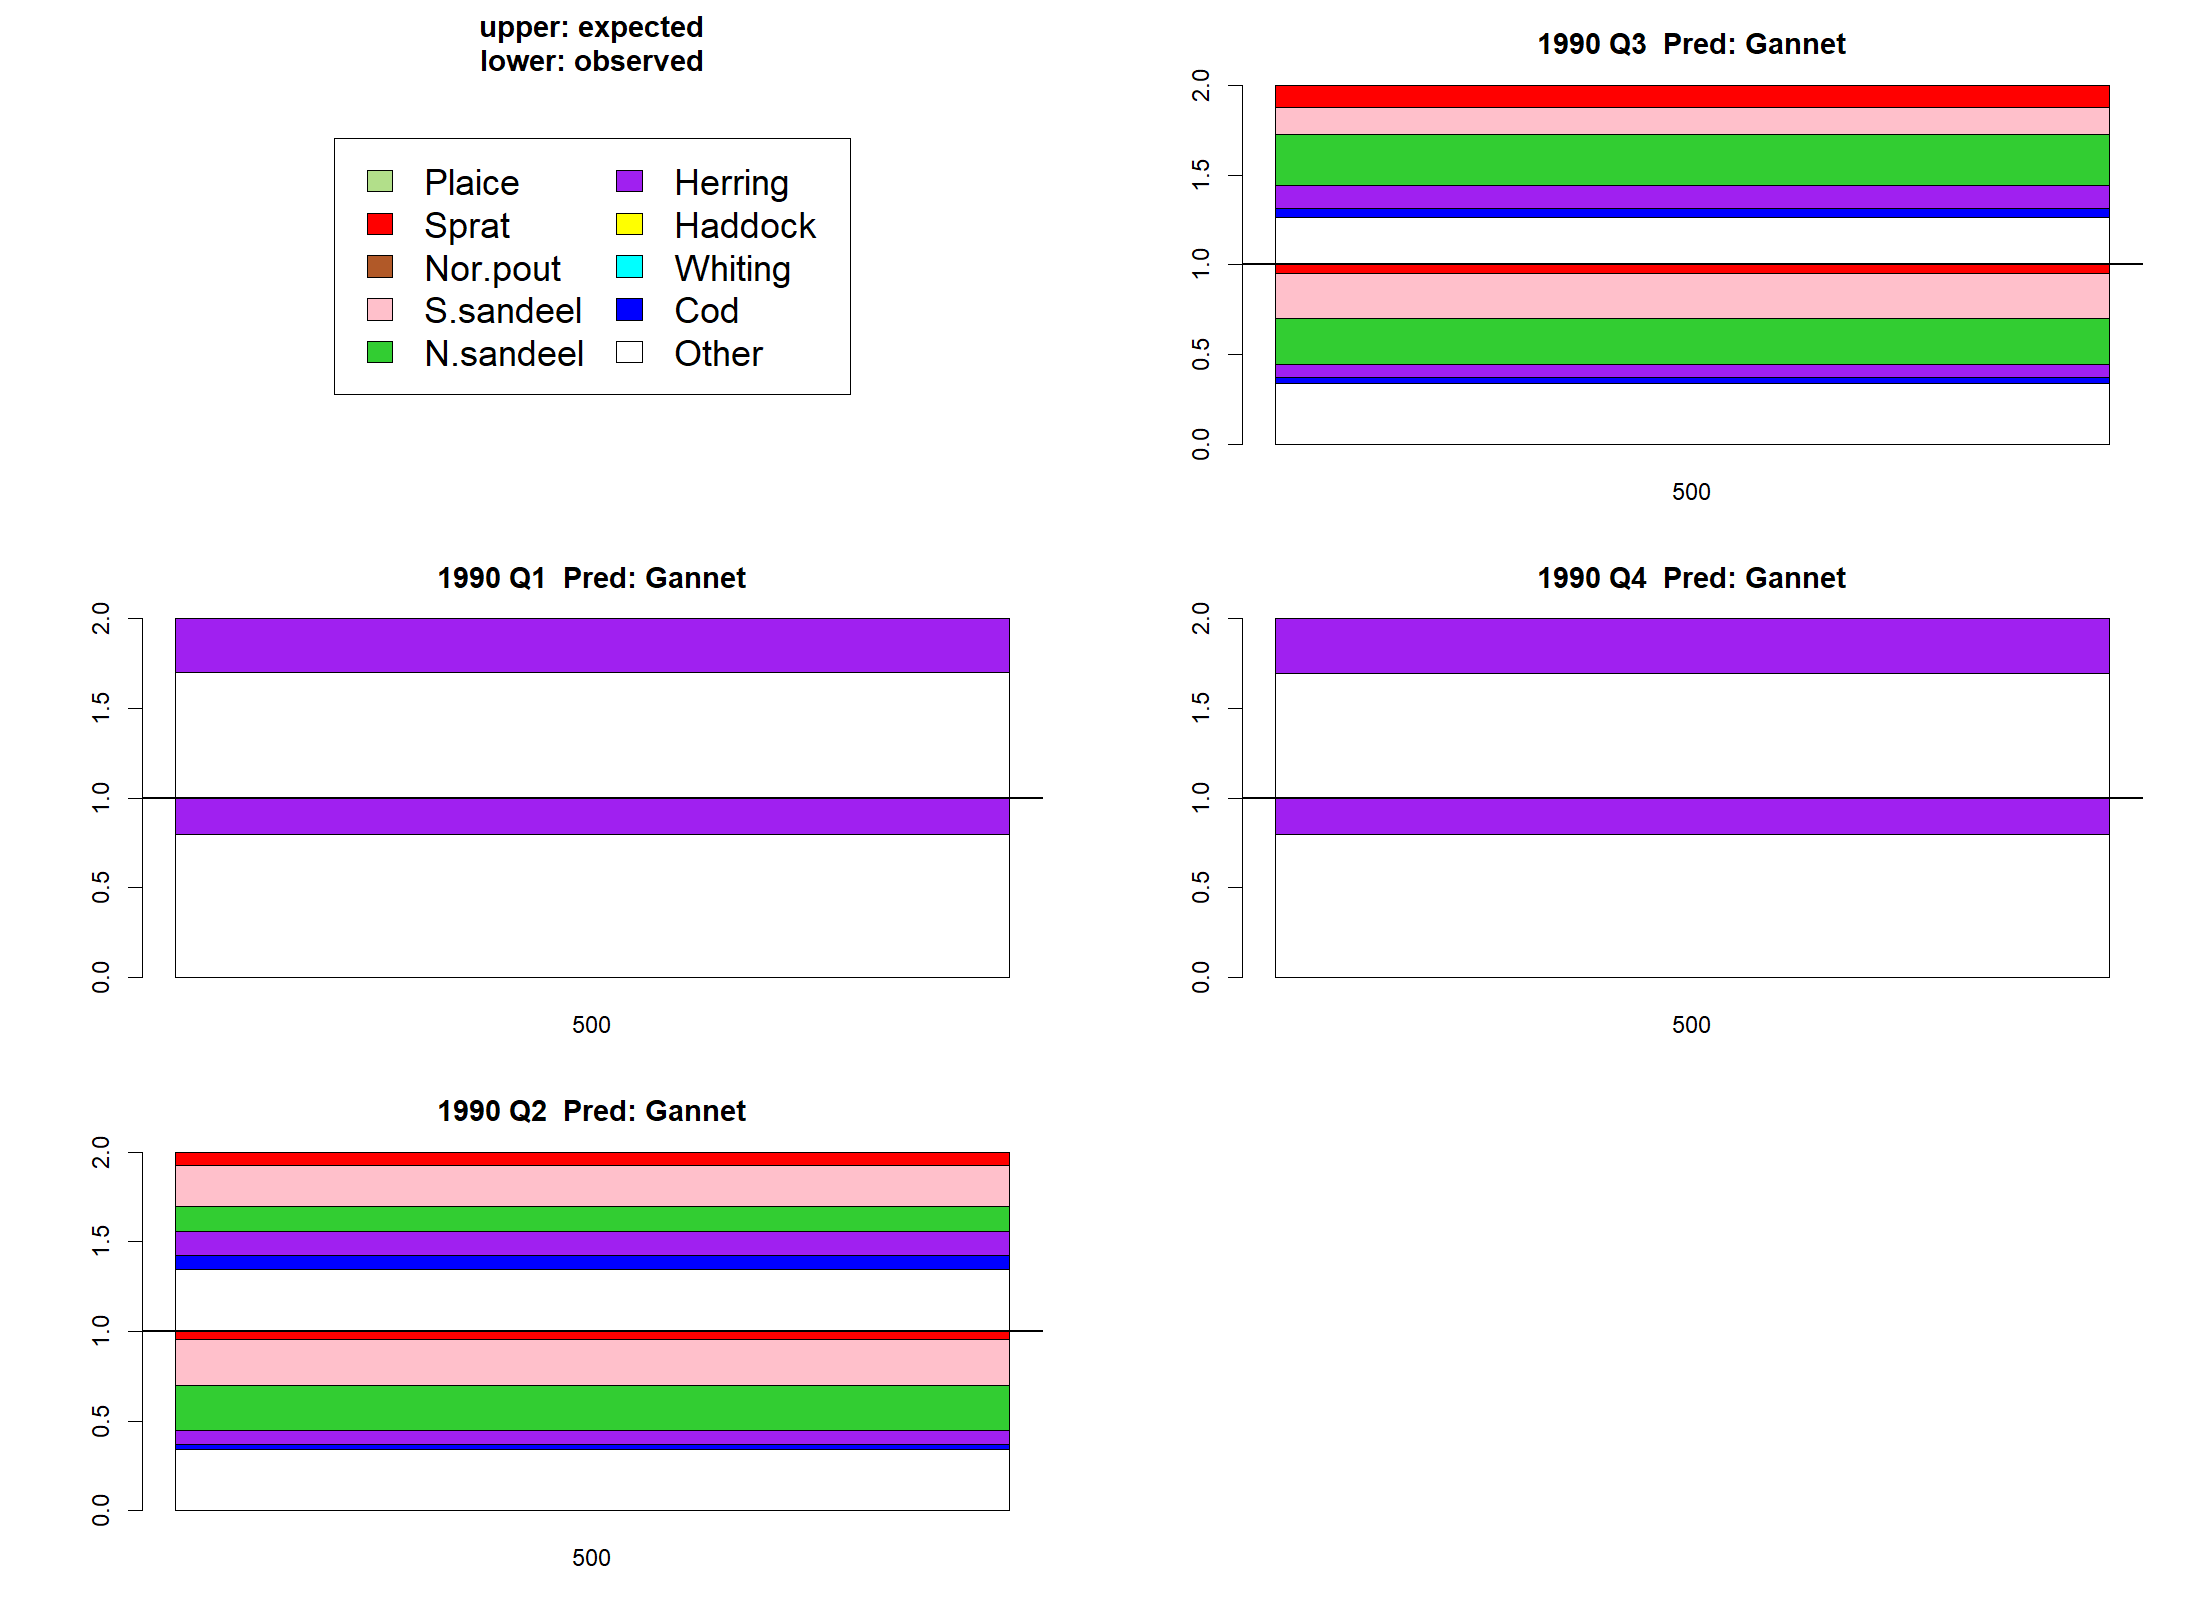 upper: expected
lower: observed
Plaice
Sprat
Nor.pout
S.sandeel
N.sandeel
Herring
Haddock
Whiting
Cod
Other
1990 Q3  Pred: Gannet
2.0
1.5
1.0
0.5
0.0
500
1990 Q1  Pred: Gannet
2.0
1.5
1.0
0.5
0.0
500
1990 Q4  Pred: Gannet
2.0
1.5
1.0
0.5
0.0
500
1990 Q2  Pred: Gannet
2.0
1.5
1.0
0.5
0.0
500